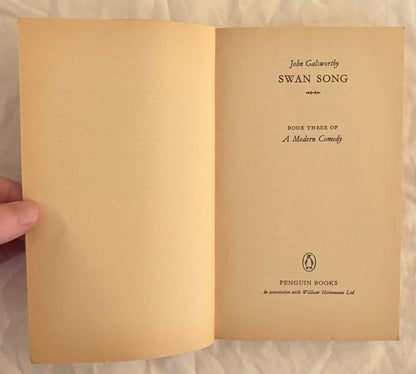 John Galsworthy
SWAN SONG
BOOK THREE OF
A Modern Comedy
PENGUIN BOOKS
in association with William Heinemann Ltd